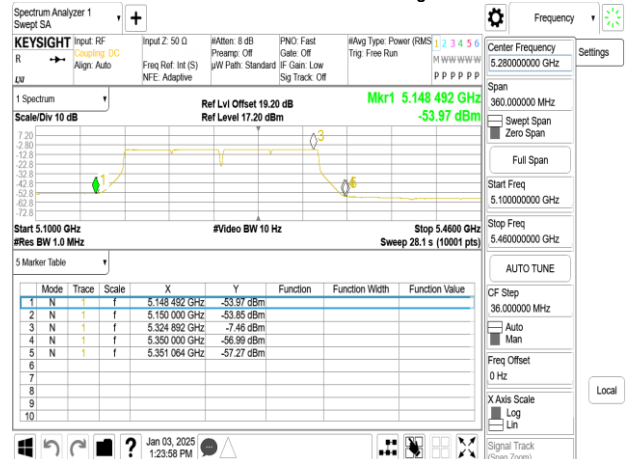 Spectrum Analyzer 1
Swept SA
Frequency
KEYSIGHT
R
Input: RF
Coupling: DC
Align: Auto
Input Z: 50 Ω
Freq Ref: Int (S)
NFE: Adaptive
#Atten: 8 dB
Preamp: Off
µW Path: Standard
PNO: Fast
Gate: Off
IF Gain: Low
Sig Track: Off
#Avg Type: Power (RMS
Trig: Free Run
1 2 3 4 5 6
M W W W W W
P P P P P P
Center Frequency
5.280000000 GHz
Settings
1 Spectrum
Scale/Div 10 dB
Ref Lvl Offset 19.20 dB
Ref Level 17.20 dBm
Mkr1 5.148 492 GHz
-53.97 dBm
Span
360.000000 MHz
Swept Span
Zero Span
Full Span
7.20
-2.80
-12.8
-22.8
-32.8
-42.8
-52.8
-62.8
-72.8
1
3
Start Freq
5.100000000 GHz
Stop Freq
5.460000000 GHz
Start 5.1000 GHz
#Res BW 1.0 MHz
#Video BW 10 Hz
Stop 5.4600 GHz
Sweep 28.1 s (10001 pts)
AUTO TUNE
5 Marker Table
Mode Trace Scale X Y Function Function Width Function Value
1 N 1 f 5.148 492 GHz -53.97 dBm
2 N 1 f 5.150 000 GHz -53.85 dBm
3 N 1 f 5.324 892 GHz -7.46 dBm
4 N 1 f 5.350 000 GHz -56.99 dBm
5 N 1 f 5.351 064 GHz -57.27 dBm
6
7
8
9
10
CF Step
36.000000 MHz
Auto
Man
Freq Offset
0 Hz
X Axis Scale
Log
Lin
Local
Signal Track
(Span Zoom)
?
Jan 03, 2025
1:23:58 PM